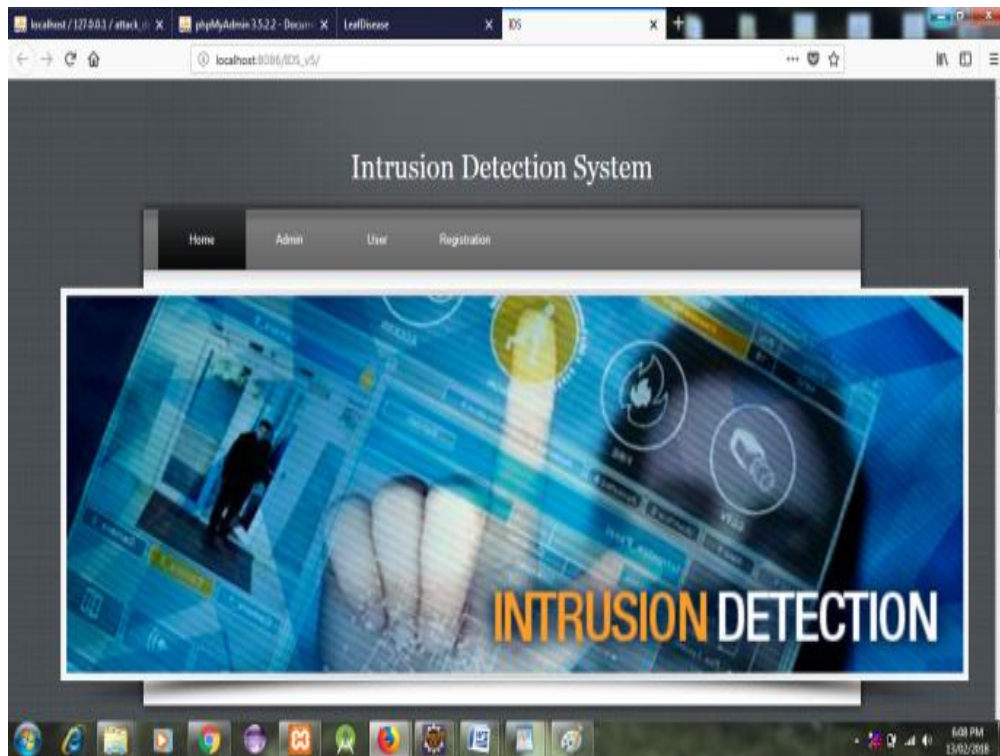 localhost / 127.0.0.1 / attack_d
phpMyAdmin 3.5.2.2 - Docum
LeafDisease
IDS
localhost:8086/IDS_v5/
Intrusion Detection System
Home
Admin
User
Registration
INTRUSION DETECTION
6:08 PM
13/02/2018